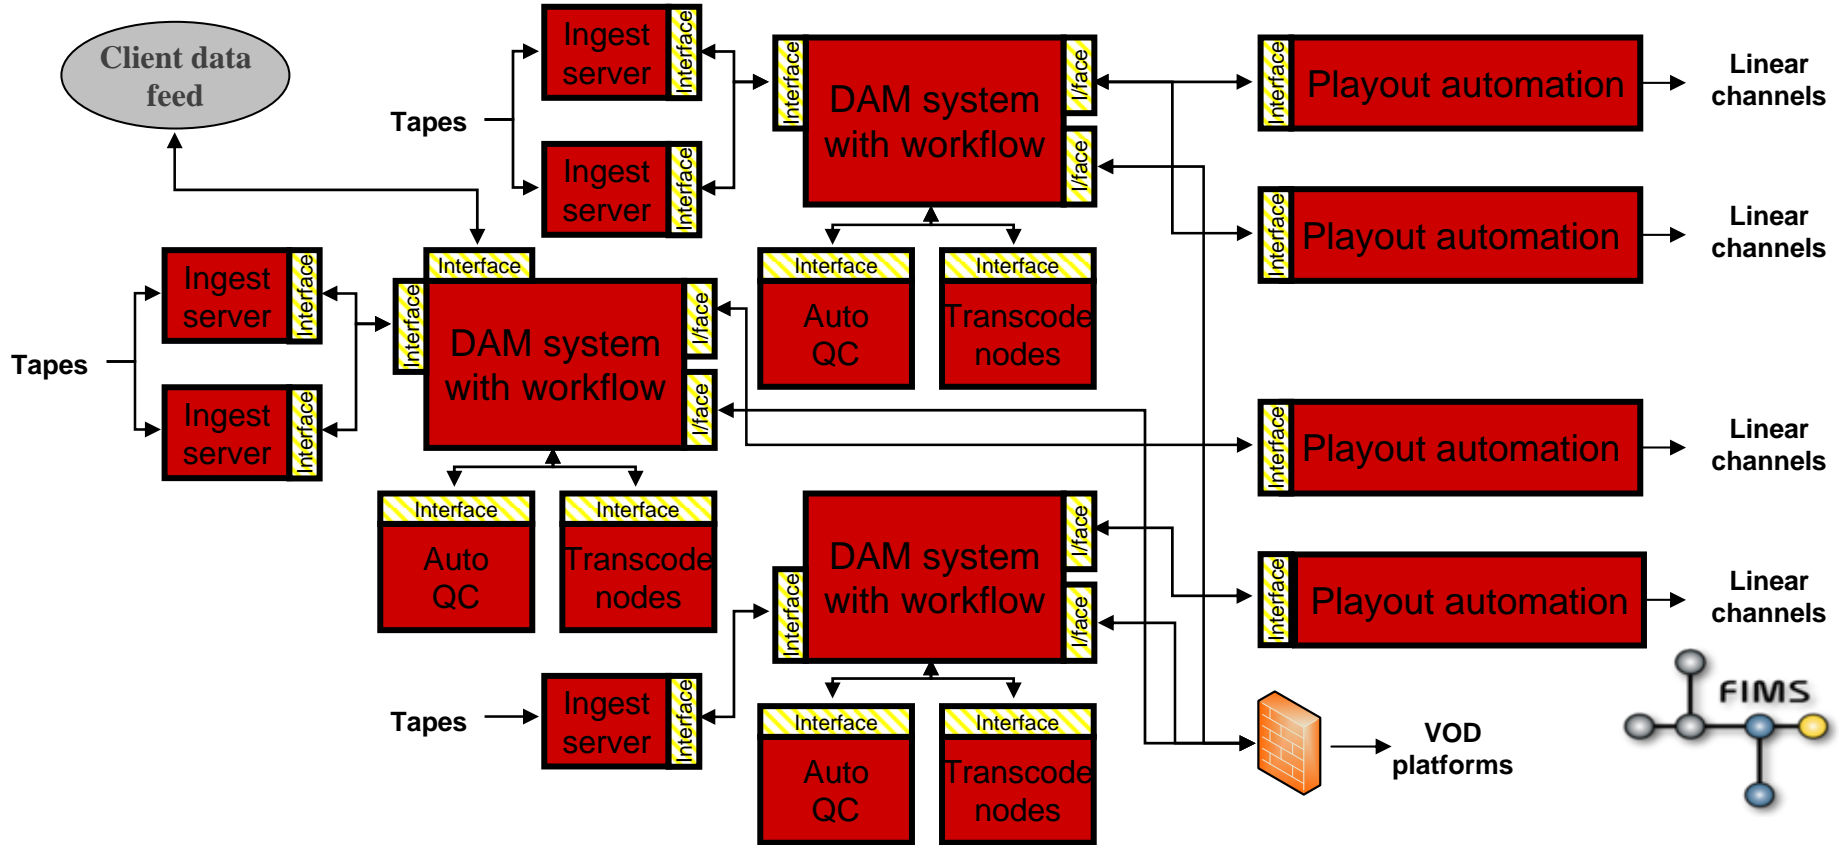 Client data
feed
Tapes
Ingest
server
Interface
Ingest
server
Interface
Interface
DAM system
with workflow
I/face
I/face
Interface
Auto
QC
Interface
Transcode
nodes
Interface
Playout automation
Linear
channels
Interface
Playout automation
Linear
channels
Tapes
Ingest
server
Interface
Ingest
server
Interface
Interface
Interface
DAM system
with workflow
I/face
I/face
Interface
Auto
QC
Interface
Transcode
nodes
Interface
Playout automation
Linear
channels
Tapes
Ingest
server
Interface
Interface
DAM system
with workflow
I/face
I/face
Interface
Auto
QC
Interface
Transcode
nodes
Interface
Playout automation
Linear
channels
VOD
platforms
FIMS